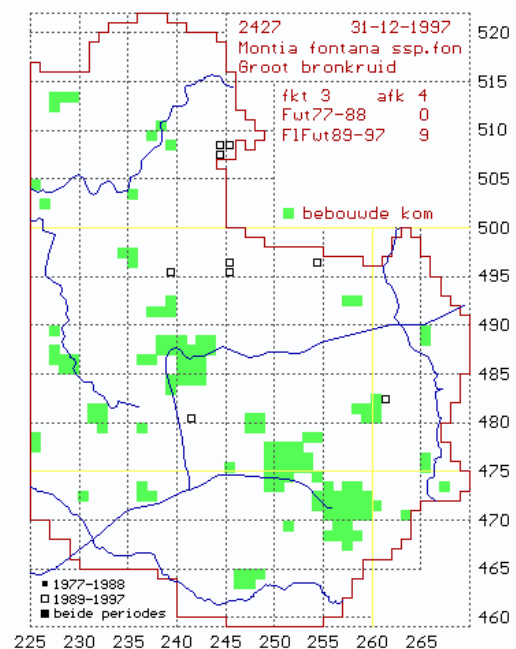 2427 31-12-1997
Montia fontana ssp.fon
Groot bronkruid
fkt 3 afk 4
Fwt77-88 0
FlFwt89-97 9
bebouwde kom
520
515
510
505
500
495
490
485
480
475
470
465
460
1977-1988
1989-1997
beide periodes
225 230 235 240 245 250 255 260 265